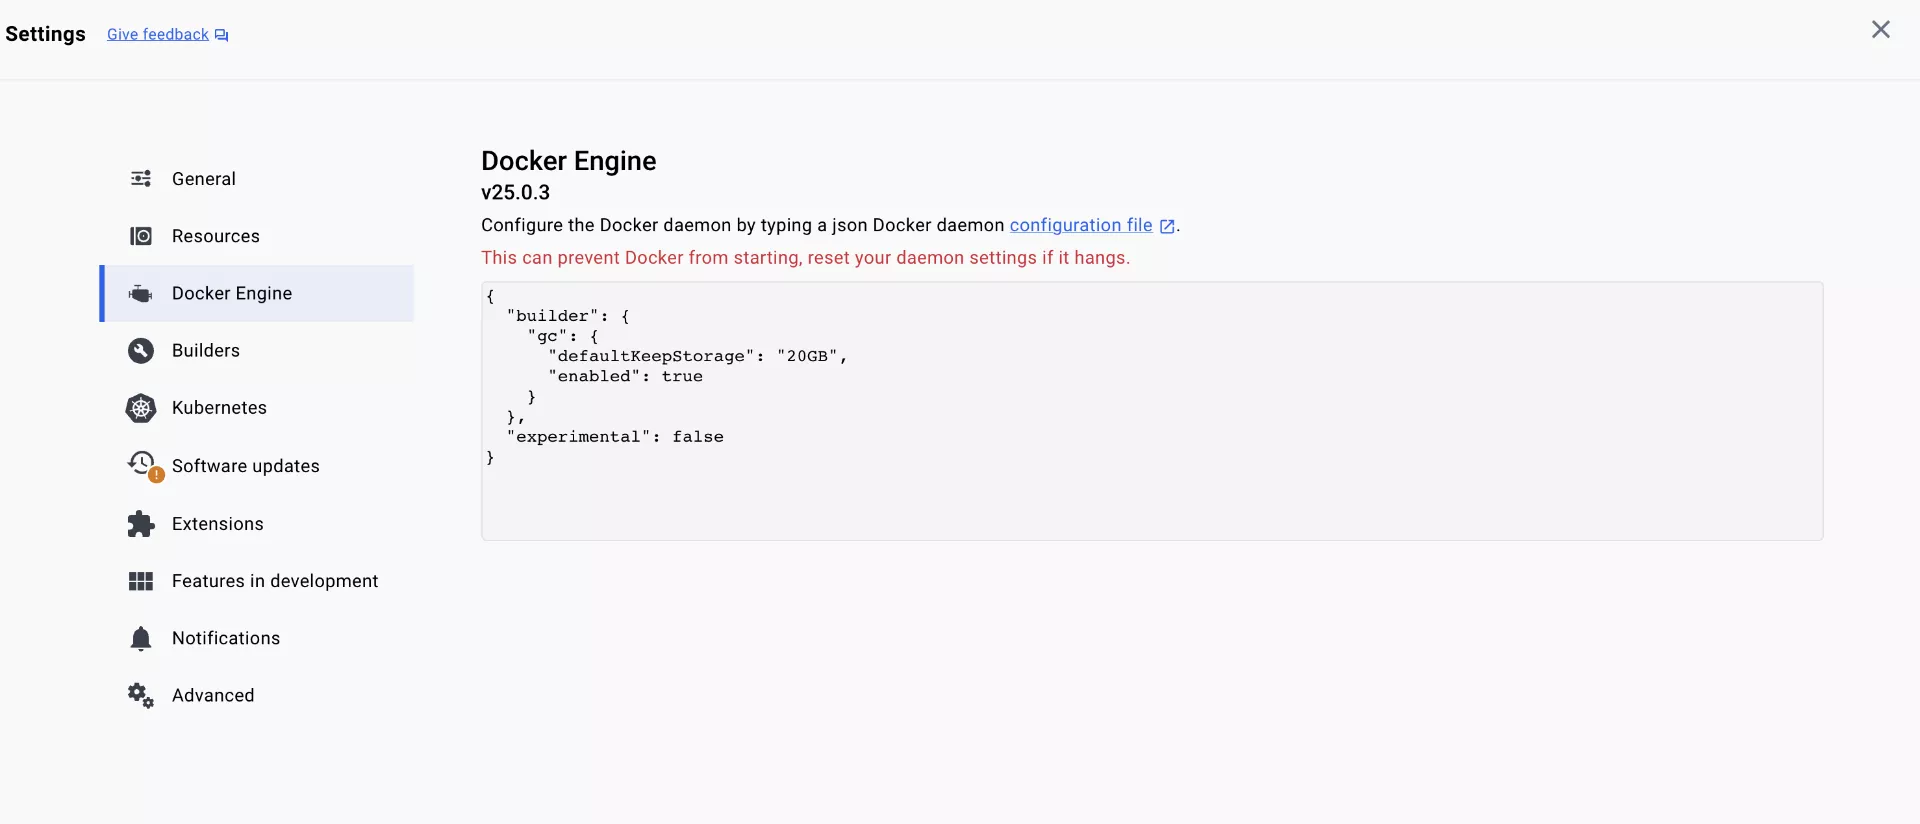 Settings Give feedback
General
Resources
Docker Engine
Builders
Kubernetes
Software updates
Extensions
Features in development
Notifications
Advanced
Docker Engine
v25.0.3
Configure the Docker daemon by typing a json Docker daemon configuration file.
This can prevent Docker from starting, reset your daemon settings if it hangs.
{
  "builder": {
    "gc": {
      "defaultKeepStorage": "20GB",
      "enabled": true
    }
  },
  "experimental": false
}